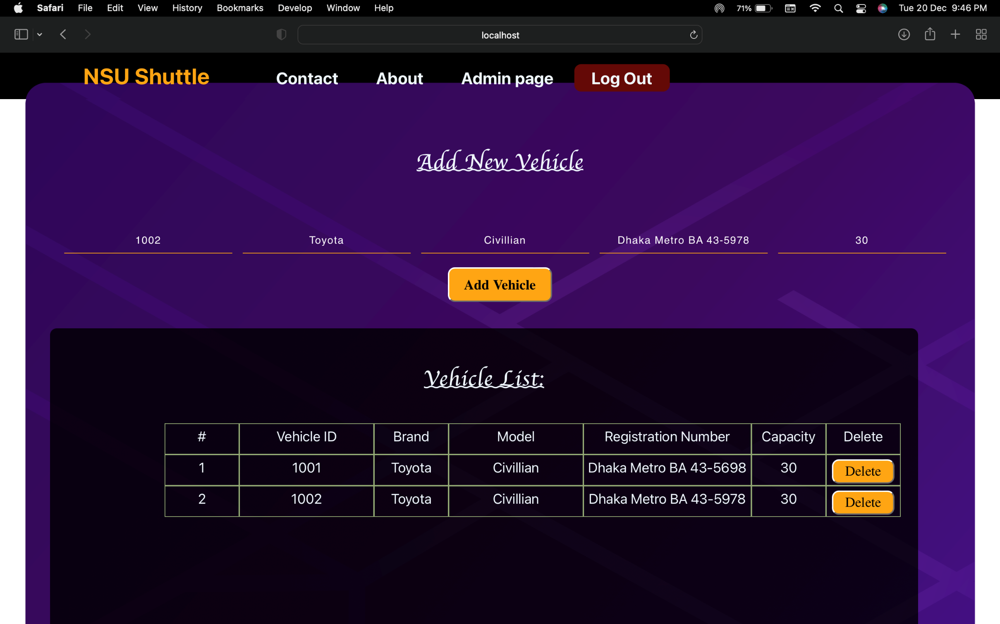 Safari File Edit View History Bookmarks Develop Window Help 71% Tue 20 Dec 9:46 PM
localhost
NSU Shuttle Contact About Admin page Log Out
Add New Vehicle
1002 Toyota Civillian Dhaka Metro BA 43-5978 30
Add Vehicle
Vehicle List:
# Vehicle ID Brand Model Registration Number Capacity Delete
1 1001 Toyota Civillian Dhaka Metro BA 43-5698 30 Delete
2 1002 Toyota Civillian Dhaka Metro BA 43-5978 30 Delete